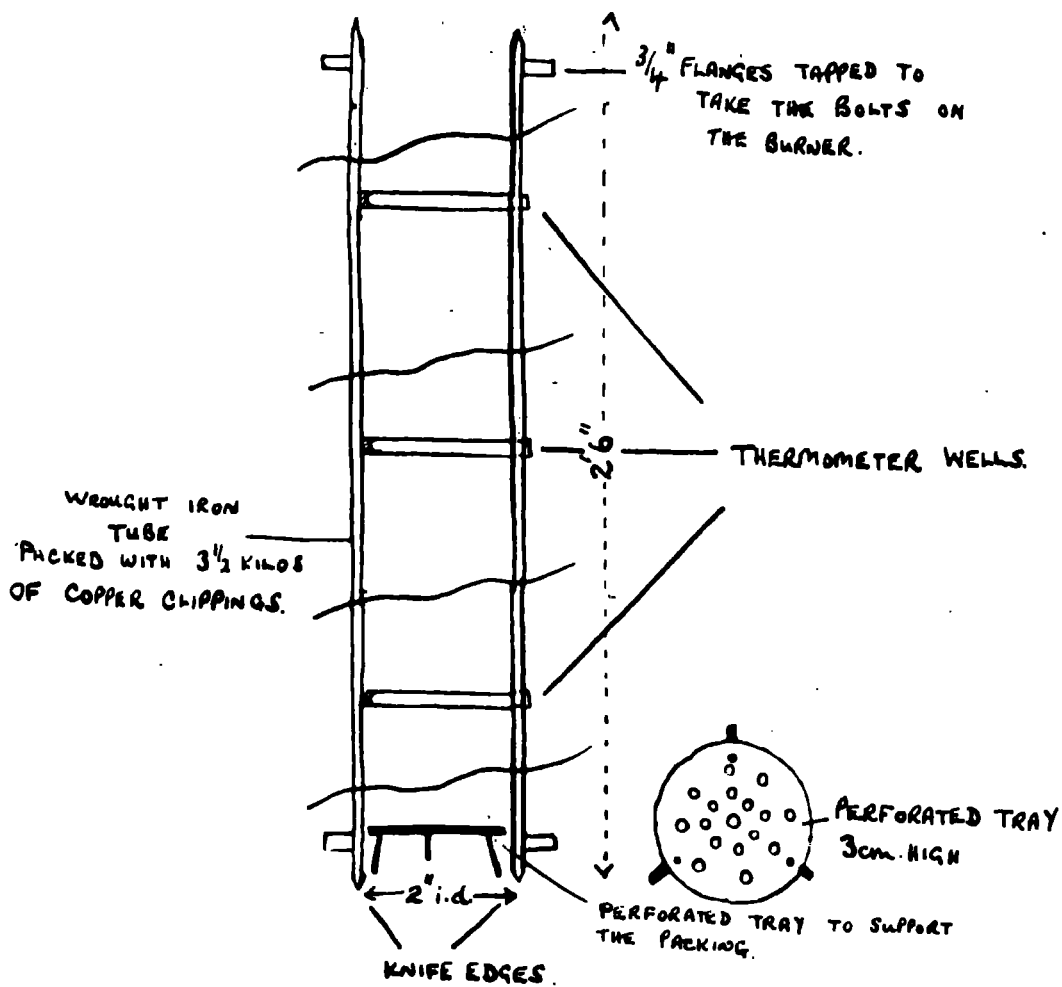 3/4" FLANGES TAPPED TO
TAKE THE BOLTS ON
THE BURNER.
2'6"
THERMOMETER WELLS.
WROUGHT IRON
TUBE
PACKED WITH 3 1/2 KILOS
OF COPPER CLIPPINGS.
PERFORATED TRAY
3cm. HIGH
2" i.d.
PERFORATED TRAY TO SUPPORT
THE PACKING.
KNIFE EDGES.